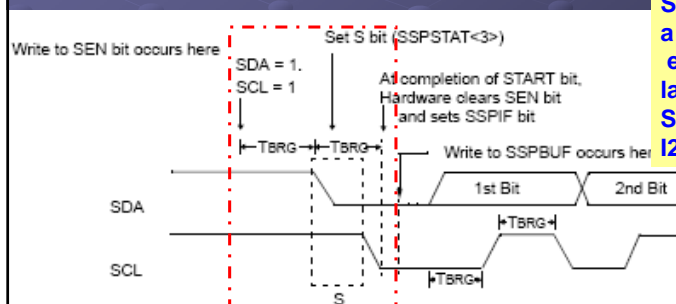 Set S bit (SSPSTAT<3>)
Write to SEN bit occurs here
SDA = 1.
SCL = 1
At completion of START bit,
Hardware clears SEN bit
and sets SSPIF bit
TBRG
TBRG
Write to SSPBUF occurs her
1st Bit
2nd Bit
SDA
TBRG
SCL
TBRG
S
S
a
e
la
S
I2